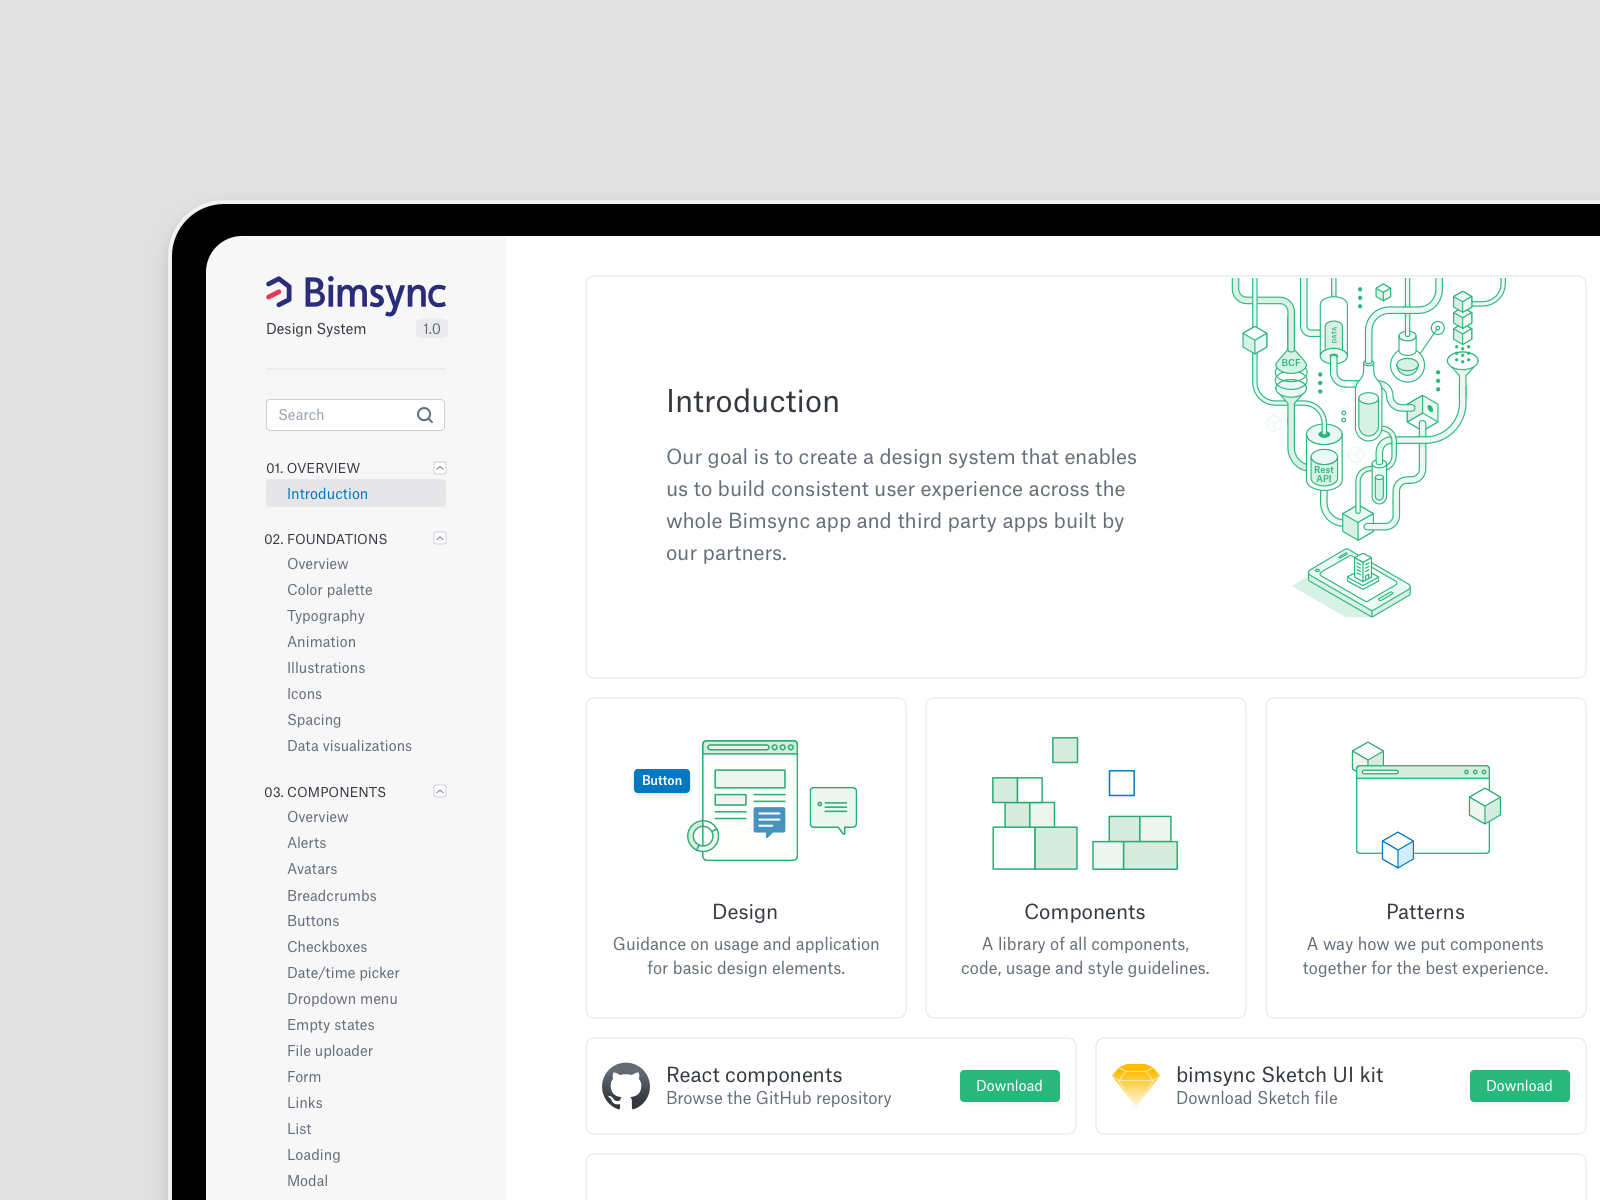 Bimsync
Design System
1.0
Search
01. OVERVIEW
Introduction
02. FOUNDATIONS
Overview
Color palette
Typography
Animation
Illustrations
Icons
Spacing
Data visualizations
03. COMPONENTS
Overview
Alerts
Avatars
Breadcrumbs
Buttons
Checkboxes
Date/time picker
Dropdown menu
Empty states
File uploader
Form
Links
List
Loading
Modal
Introduction
Our goal is to create a design system that enables
us to build consistent user experience across the
whole Bimsync app and third party apps built by
our partners.
DATA
BCF
Rest
API
Button
Design
Guidance on usage and application
for basic design elements.
Components
A library of all components,
code, usage and style guidelines.
Patterns
A way how we put components
together for the best experience.
React components
Browse the GitHub repository
Download
bimsync Sketch UI kit
Download Sketch file
Download